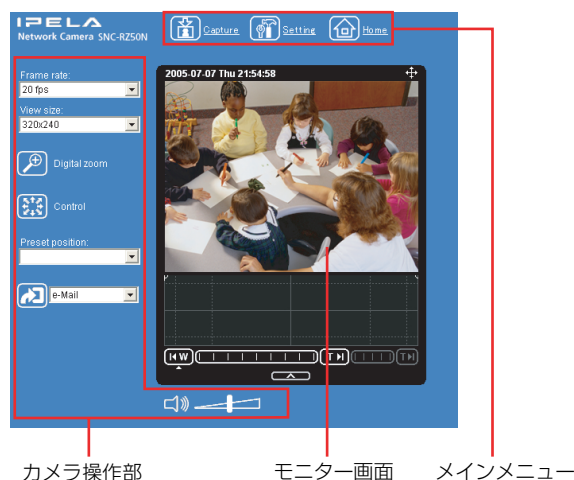 IPELA
Network Camera SNC-RZ50N
Capture
Setting
Home
Frame rate:
20 fps
View size:
320x240
Digital zoom
Control
Preset position:
e-Mail
2005-07-07 Thu 21:54:58
W
T
T
カメラ操作部
モニター画面
メインメニュー